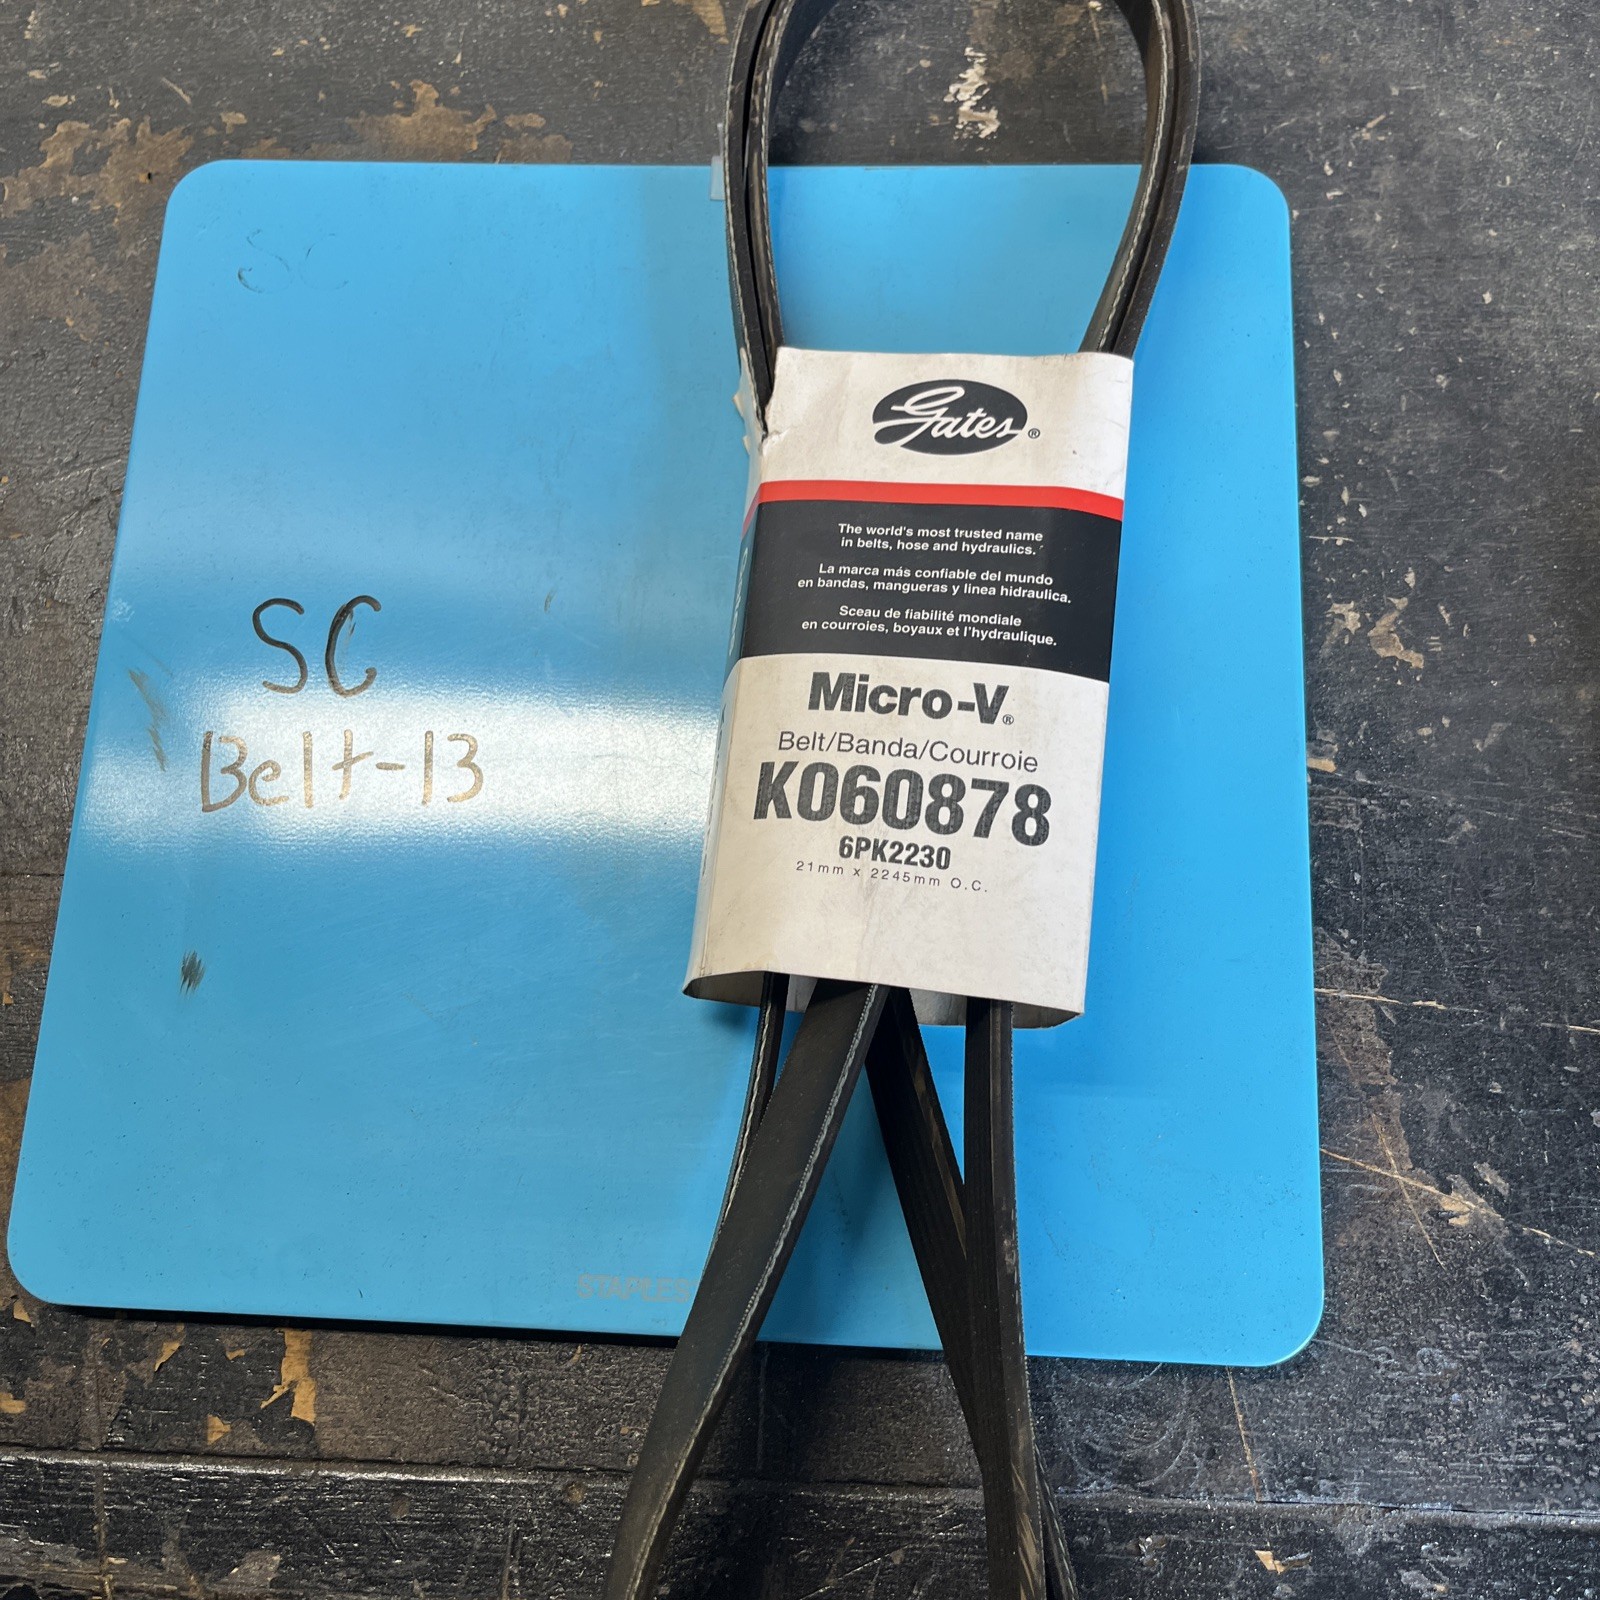 SC
SC
Belt-13
STAPLES
Gates®
The world's most trusted name
in belts, hose and hydraulics.
La marca más confiable del mundo
en bandas, mangueras y linea hidraulica.
Sceau de fiabilité mondiale
en courroies, boyaux et l'hydraulique.
Micro-V®
Belt/Banda/Courroie
K060878
6PK2230
21mm x 2245mm O.C.